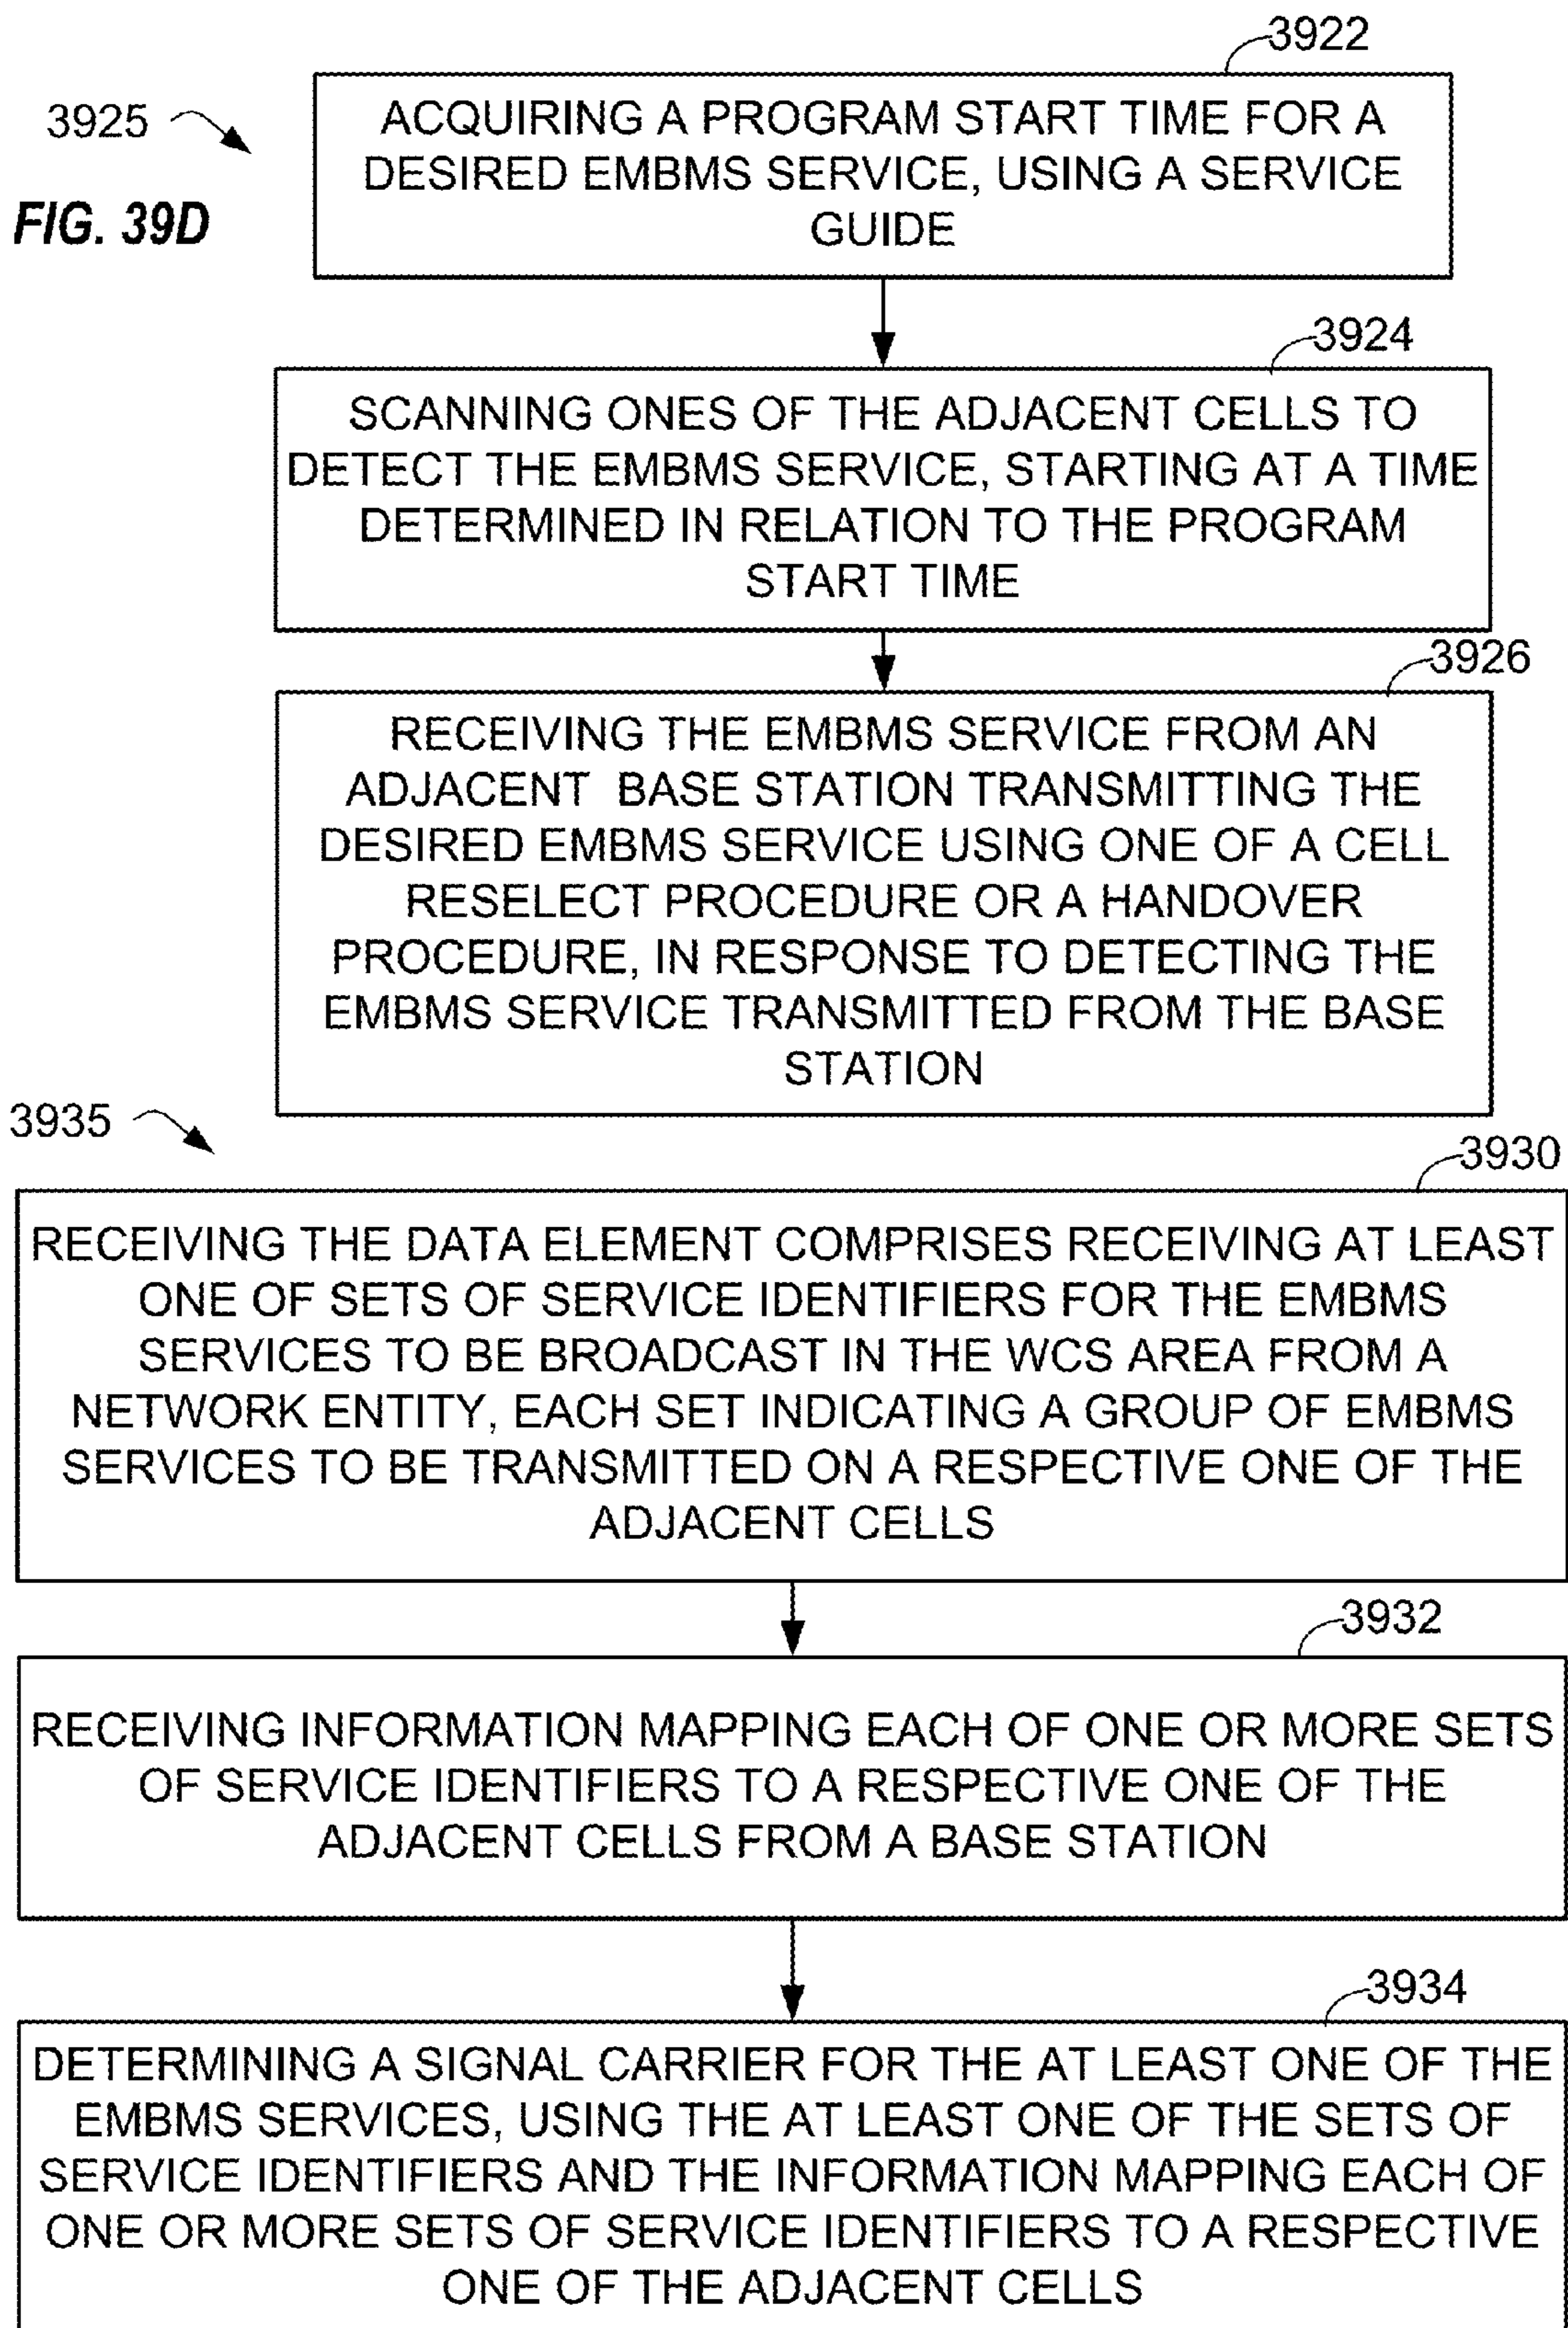 3922
3925
FIG. 39D
ACQUIRING A PROGRAM START TIME FOR A
DESIRED EMBMS SERVICE, USING A SERVICE
GUIDE
3924
SCANNING ONES OF THE ADJACENT CELLS TO
DETECT THE EMBMS SERVICE, STARTING AT A TIME
DETERMINED IN RELATION TO THE PROGRAM
START TIME
3926
RECEIVING THE EMBMS SERVICE FROM AN
ADJACENT BASE STATION TRANSMITTING THE
DESIRED EMBMS SERVICE USING ONE OF A CELL
RESELECT PROCEDURE OR A HANDOVER
PROCEDURE, IN RESPONSE TO DETECTING THE
EMBMS SERVICE TRANSMITTED FROM THE BASE
STATION
3935
3930
RECEIVING THE DATA ELEMENT COMPRISES RECEIVING AT LEAST
ONE OF SETS OF SERVICE IDENTIFIERS FOR THE EMBMS
SERVICES TO BE BROADCAST IN THE WCS AREA FROM A
NETWORK ENTITY, EACH SET INDICATING A GROUP OF EMBMS
SERVICES TO BE TRANSMITTED ON A RESPECTIVE ONE OF THE
ADJACENT CELLS
3932
RECEIVING INFORMATION MAPPING EACH OF ONE OR MORE SETS
OF SERVICE IDENTIFIERS TO A RESPECTIVE ONE OF THE
ADJACENT CELLS FROM A BASE STATION
3934
DETERMINING A SIGNAL CARRIER FOR THE AT LEAST ONE OF THE
EMBMS SERVICES, USING THE AT LEAST ONE OF THE SETS OF
SERVICE IDENTIFIERS AND THE INFORMATION MAPPING EACH OF
ONE OR MORE SETS OF SERVICE IDENTIFIERS TO A RESPECTIVE
ONE OF THE ADJACENT CELLS